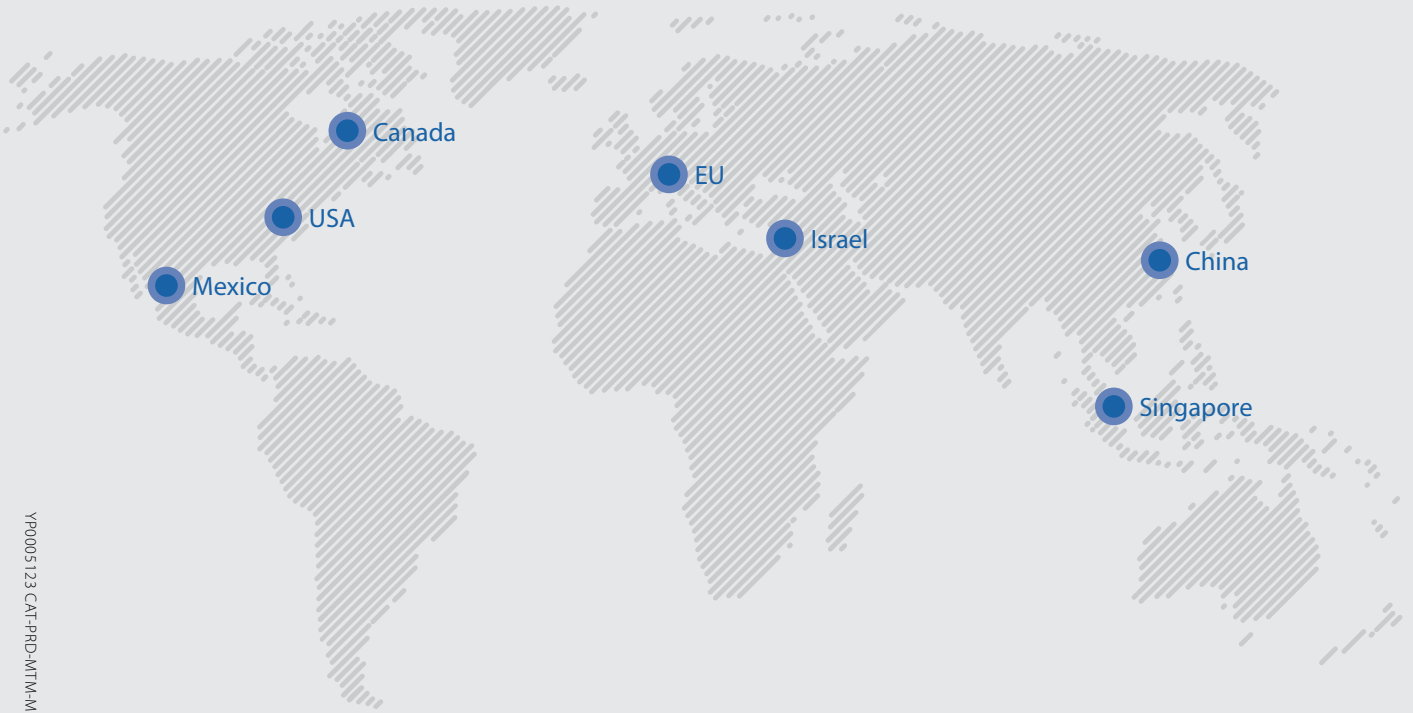 Canada
EU
USA
Israel
China
Mexico
Singapore
YP0005123 CAT-PRD-MTM-M